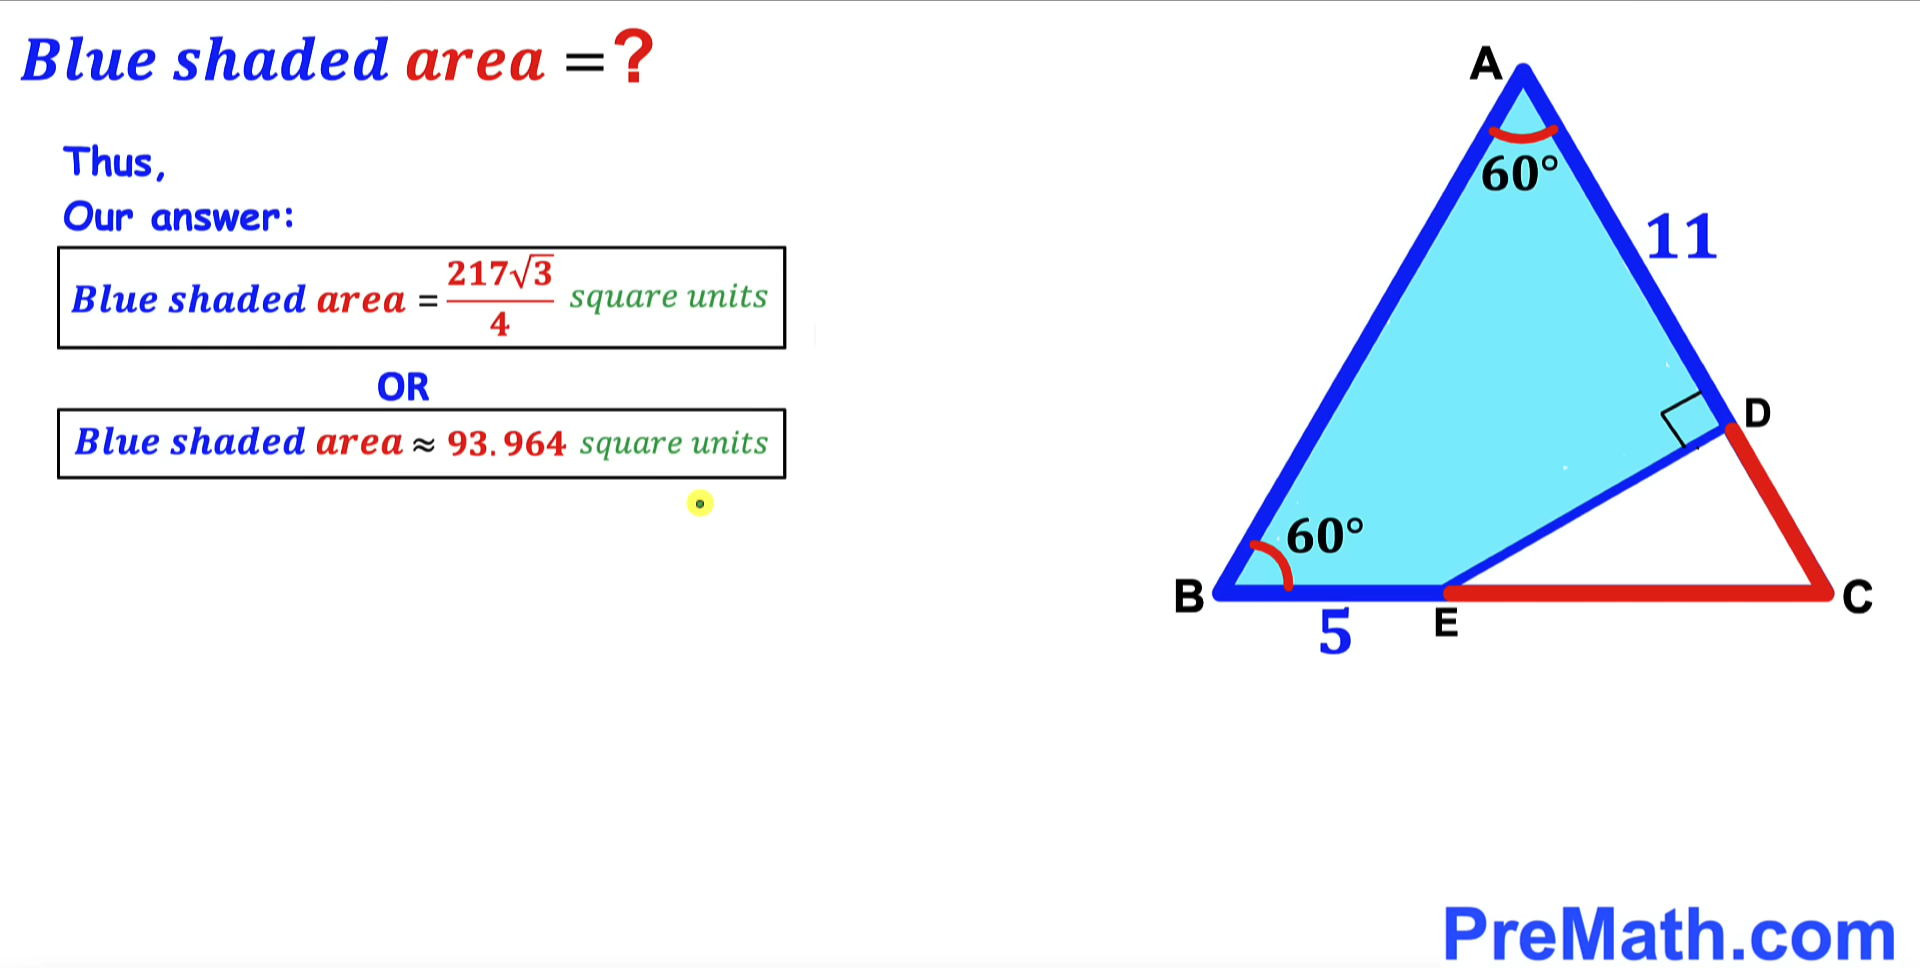 Blue shaded area = ?
Thus,
Our answer:
Blue shaded area = 217√3/4 square units
OR
Blue shaded area ≈ 93.964 square units
A
60°
11
D
60°
B
C
5
E
PreMath.com